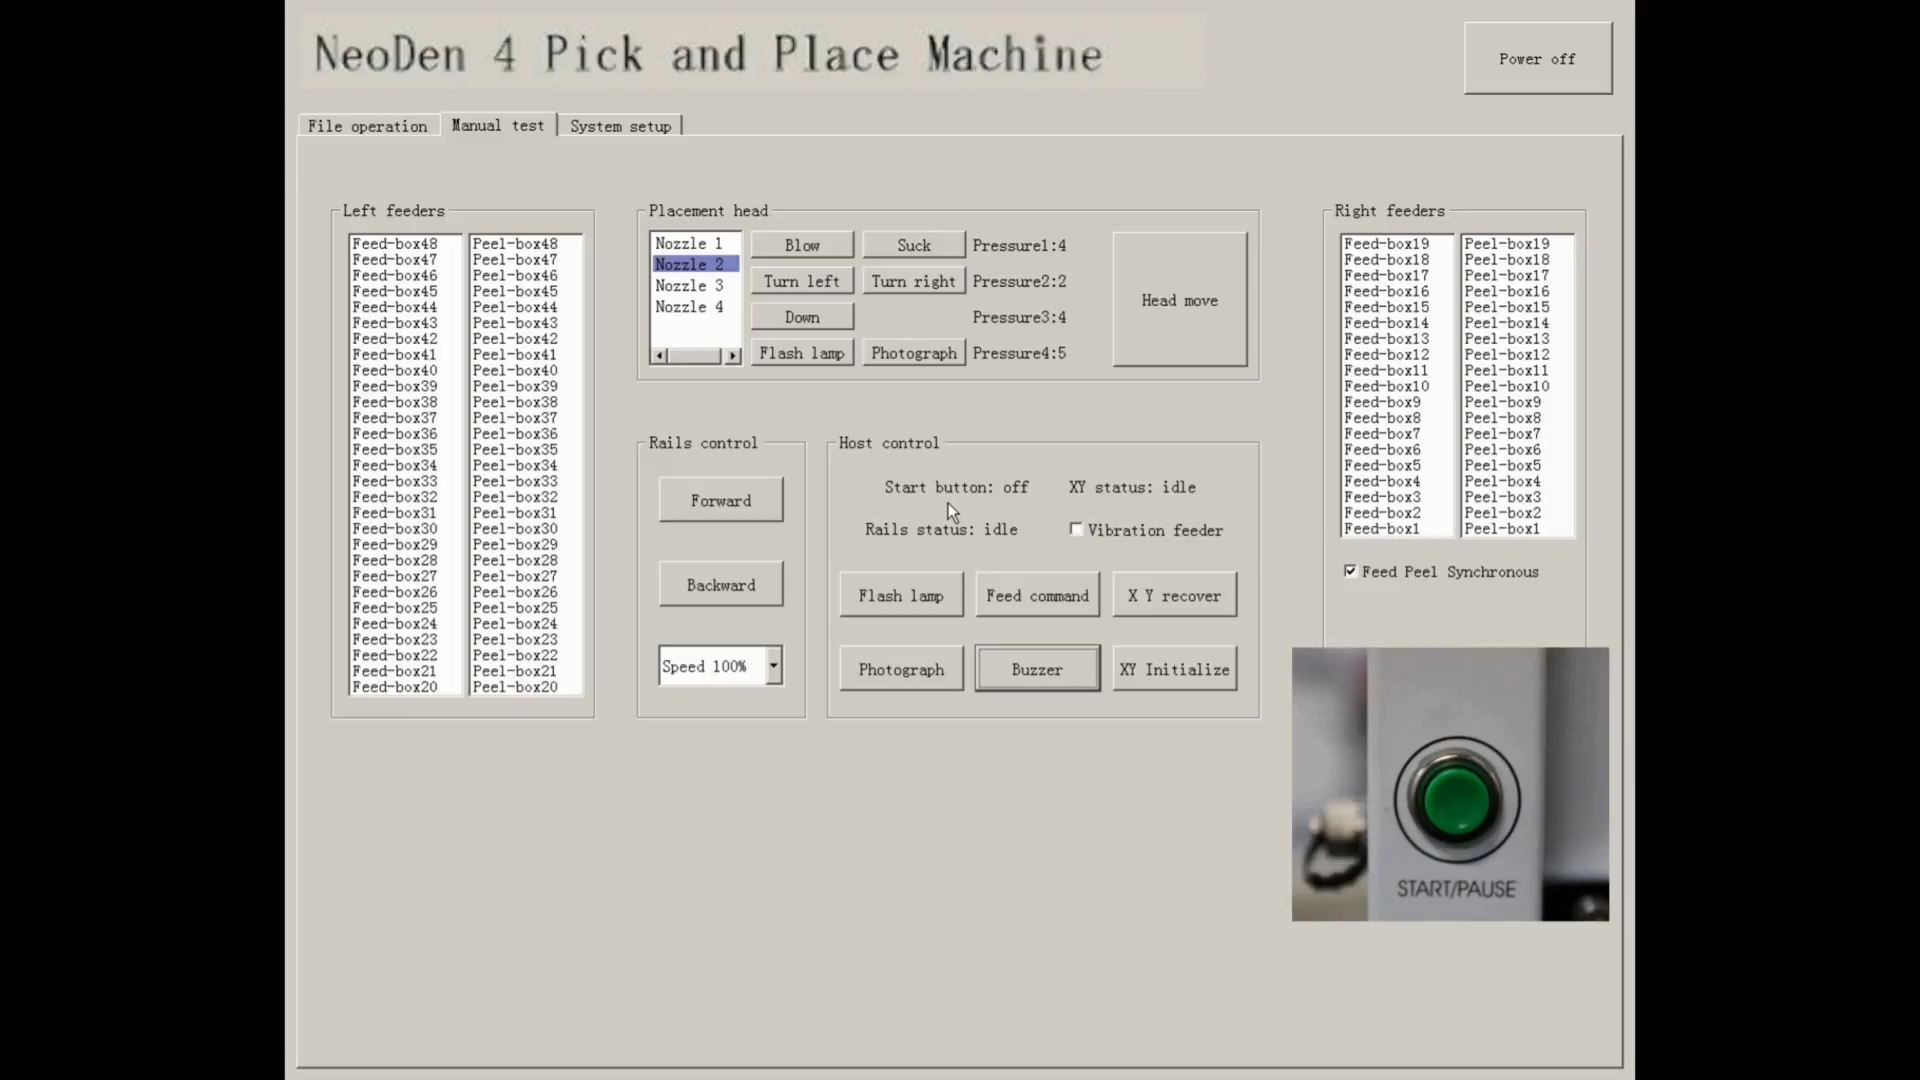 NeoDen 4 Pick and Place Machine
Power off
File operation
Manual test
System setup
Left feeders
Feed-box48 Peel-box48
Feed-box47 Peel-box47
Feed-box46 Peel-box46
Feed-box45 Peel-box45
Feed-box44 Peel-box44
Feed-box43 Peel-box43
Feed-box42 Peel-box42
Feed-box41 Peel-box41
Feed-box40 Peel-box40
Feed-box39 Peel-box39
Feed-box38 Peel-box38
Feed-box37 Peel-box37
Feed-box36 Peel-box36
Feed-box35 Peel-box35
Feed-box34 Peel-box34
Feed-box33 Peel-box33
Feed-box32 Peel-box32
Feed-box31 Peel-box31
Feed-box30 Peel-box30
Feed-box29 Peel-box29
Feed-box28 Peel-box28
Feed-box27 Peel-box27
Feed-box26 Peel-box26
Feed-box25 Peel-box25
Feed-box24 Peel-box24
Feed-box23 Peel-box23
Feed-box22 Peel-box22
Feed-box21 Peel-box21
Feed-box20 Peel-box20
Placement head
Nozzle 1
Nozzle 2
Nozzle 3
Nozzle 4
Blow Suck Pressure1:4
Turn left Turn right Pressure2:2
Down Pressure3:4
Flash lamp Photograph Pressure4:5
Head move
Rails control
Forward
Backward
Speed 100%
Host control
Start button: off XY status: idle
Rails status: idle Vibration feeder
Flash lamp Feed command X Y recover
Photograph Buzzer XY Initialize
Right feeders
Feed-box19 Peel-box19
Feed-box18 Peel-box18
Feed-box17 Peel-box17
Feed-box16 Peel-box16
Feed-box15 Peel-box15
Feed-box14 Peel-box14
Feed-box13 Peel-box13
Feed-box12 Peel-box12
Feed-box11 Peel-box11
Feed-box10 Peel-box10
Feed-box9 Peel-box9
Feed-box8 Peel-box8
Feed-box7 Peel-box7
Feed-box6 Peel-box6
Feed-box5 Peel-box5
Feed-box4 Peel-box4
Feed-box3 Peel-box3
Feed-box2 Peel-box2
Feed-box1 Peel-box1
Feed Peel Synchronous
START/PAUSE